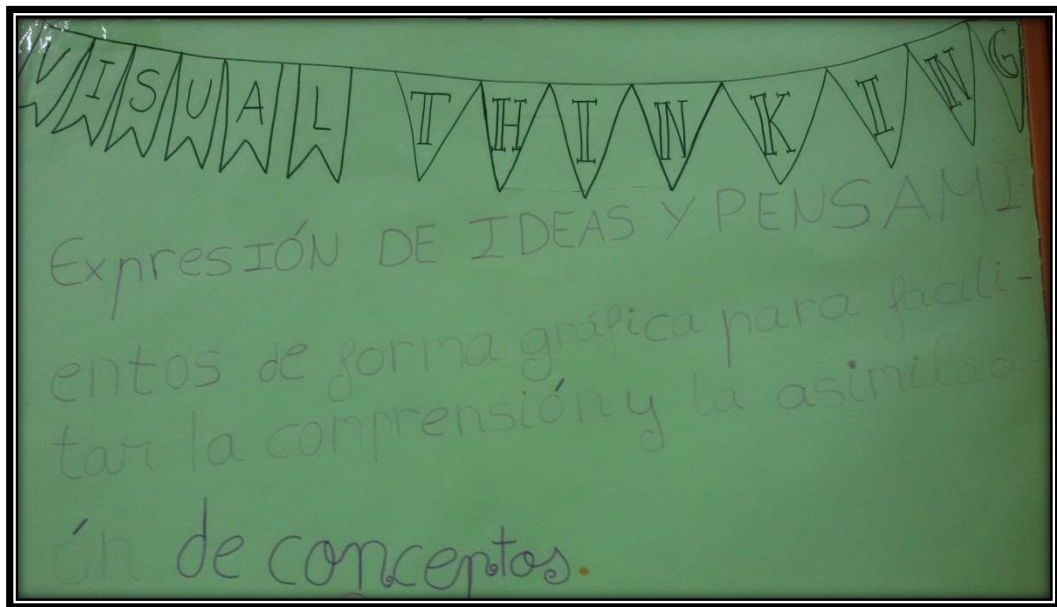 VISUAL THINKING
ExpresIÓN DE IDEAS Y PENSAMI
entos de forma gráfica para facili-
tar la comprensión y la asimilaci-
ón de conceptos.